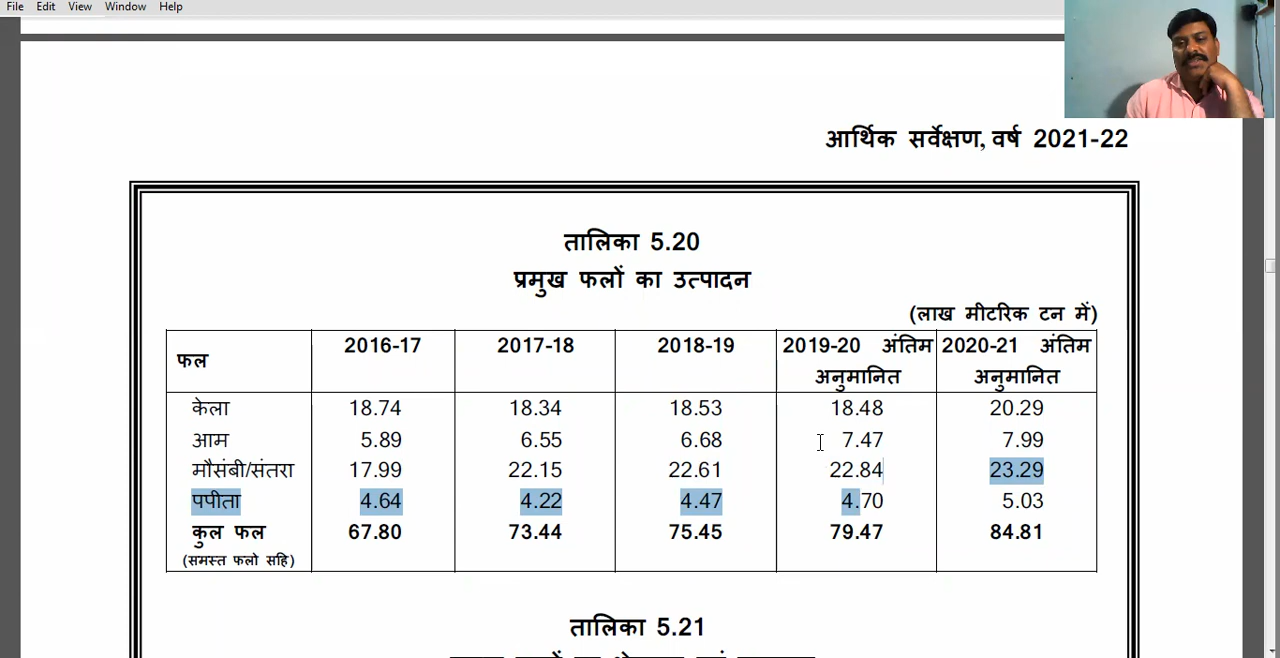 File Edit View Window Help
आर्थिक सर्वेक्षण, वर्ष 2021-22
तालिका 5.20
प्रमुख फलों का उत्पादन
(लाख मीटरिक टन में)
फल 2016-17 2017-18 2018-19 2019-20 अंतिम अनुमानित 2020-21 अंतिम अनुमानित
केला 18.74 18.34 18.53 18.48 20.29
आम 5.89 6.55 6.68 7.47 7.99
मौसंबी/संतरा 17.99 22.15 22.61 22.84 23.29
पपीता 4.64 4.22 4.47 4.70 5.03
कुल फल 67.80 73.44 75.45 79.47 84.81
(समस्त फलो सहि)
तालिका 5.21